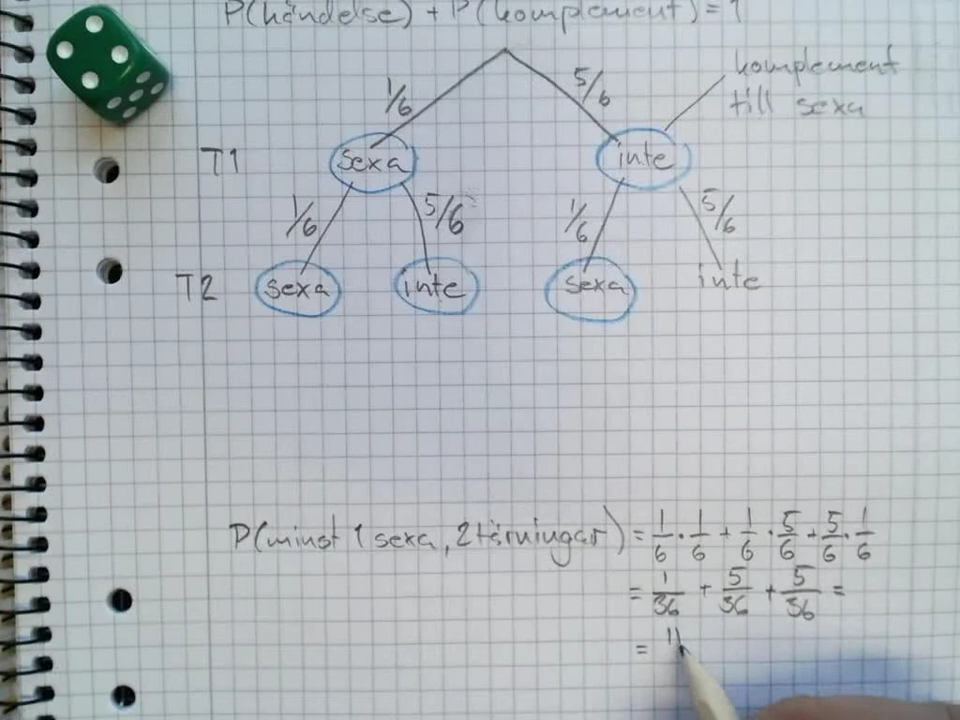 P(händelse) + P(komplement) = 1
1/6 5/6 komplement
till sexa
T1 sexa inte
1/6 5/6 1/6 5/6
T2 sexa inte sexa inte
P(minst 1 sexa, 2 tärningar) = 1/6 · 1/6 + 1/6 · 5/6 + 5/6 · 1/6
= 1/36 + 5/36 + 5/36 =
= 11